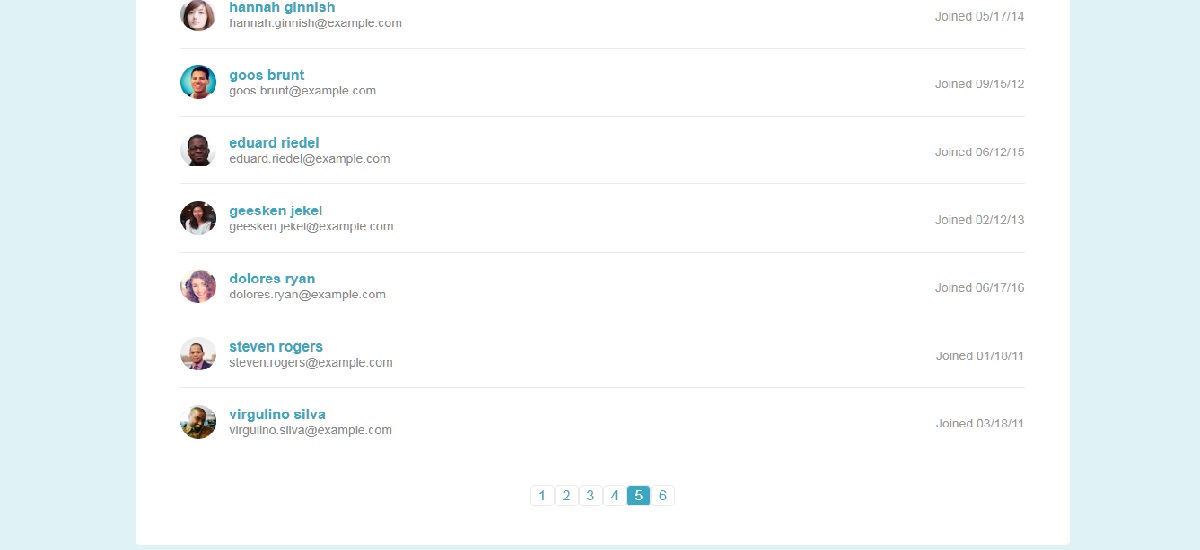 hannah ginnish
hannah.ginnish@example.com
Joined 05/17/14
goos brunt
goos.brunt@example.com
Joined 09/15/12
eduard riedel
eduard.riedel@example.com
Joined 06/12/15
geesken jekel
geesken.jekel@example.com
Joined 02/12/13
dolores ryan
dolores.ryan@example.com
Joined 06/17/16
steven rogers
steven.rogers@example.com
Joined 01/18/11
virgulino silva
virgulino.silva@example.com
Joined 03/18/11
1 2 3 4 5 6